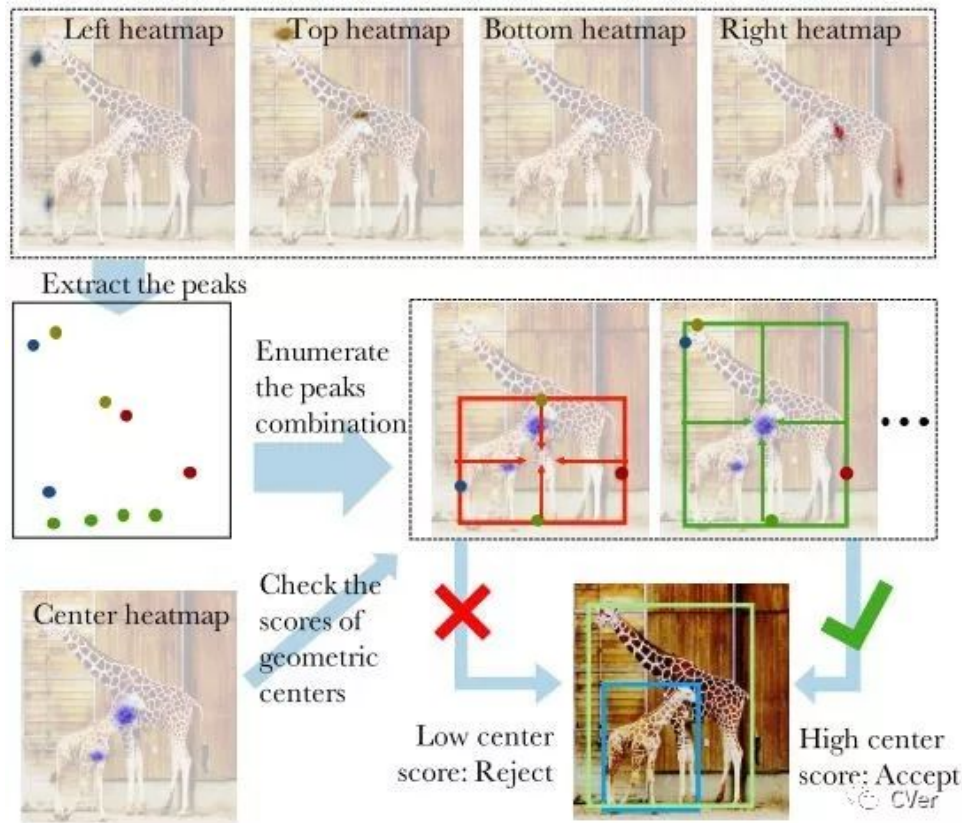 Left heatmap
Top heatmap
Bottom heatmap
Right heatmap
Extract the peaks
Enumerate
the peaks
combination
Center heatmap
Check the
scores of
geometric
centers
Low center
score: Reject
High center
score: Accept
CVer